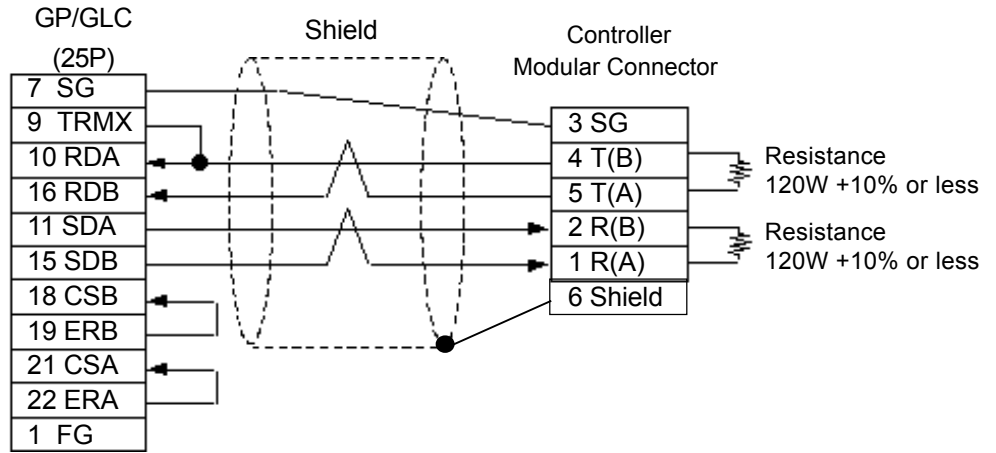 GP/GLC
(25P)
7 SG
9 TRMX
10 RDA
16 RDB
11 SDA
15 SDB
18 CSB
19 ERB
21 CSA
22 ERA
1 FG
Shield
Controller
Modular Connector
3 SG
4 T(B)
5 T(A)
2 R(B)
1 R(A)
6 Shield
Resistance
120W +10% or less
Resistance
120W +10% or less